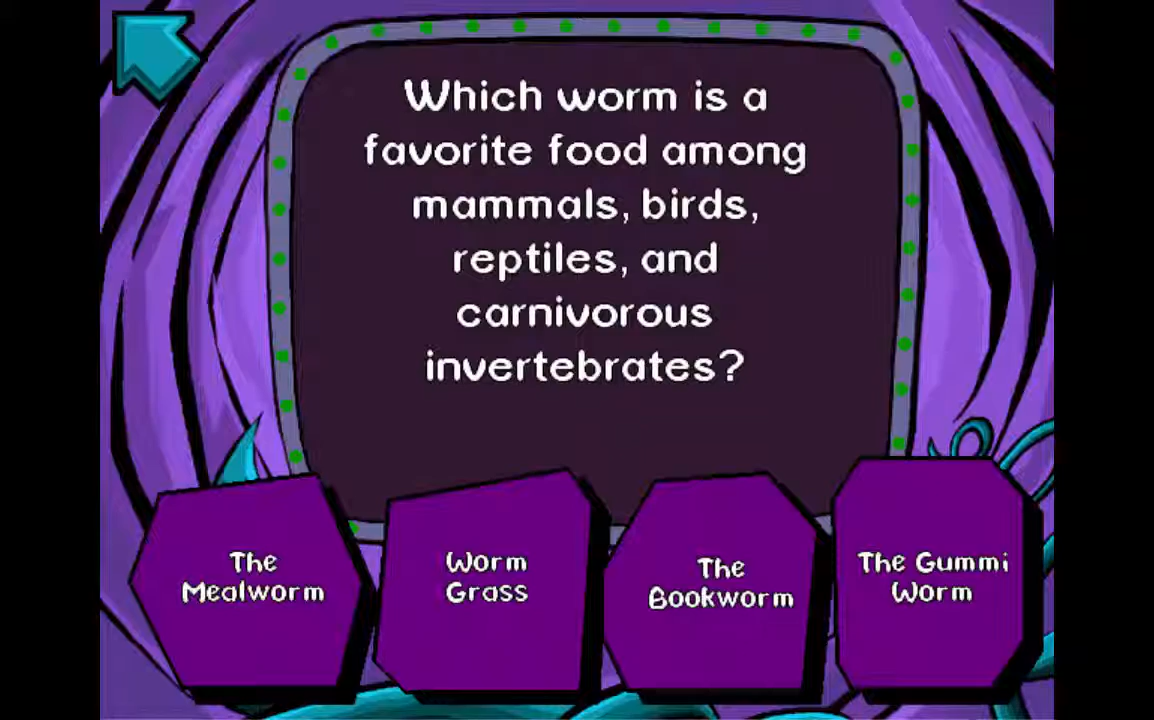 Which worm is a
favorite food among
mammals, birds,
reptiles, and
carnivorous
invertebrates?
The
Mealworm
Worm
Grass
The
Bookworm
The Gummi
Worm